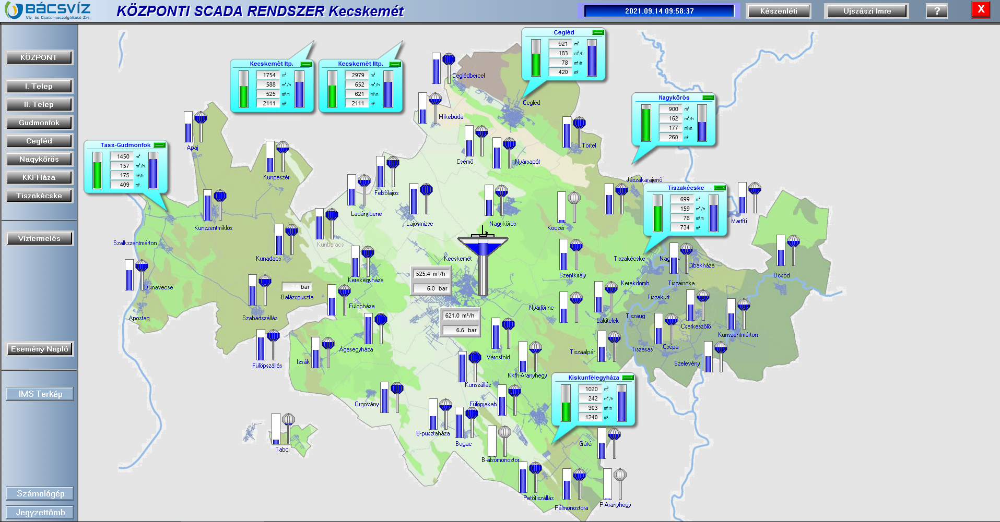 BÁCSVÍZ
Víz- és Csatornaszolgáltató Zrt.
KÖZPONTI SCADA RENDSZER Kecskemét
2021.09.14 09:58:37
Készenléti
Ujszászi Imre
?
X
KÖZPONT
I. Telep
II. Telep
Gudmonfok
Cegléd
Nagykőrös
KKFHáza
Tiszakécske
Víztermelés
Esemény Napló
IMS Terkép
Számológép
Jegyzettömb
Kecskemét Itp.
1754 m³
588 m³/h
525 m³/h
2111 m³
Kecskemét IItp.
2979 m³
652 m³/h
621 m³/h
2111 m³
Cegléd
921 m³
183 m³/h
78 m³/h
420 m³
Nagykőrös
900 m³
162 m³/h
177 m³/h
260 m³
Tass-Gudmonfok
1450 m³
157 m³/h
175 m³/h
409 m³
Tiszakécske
699 m³
159 m³/h
78 m³/h
734 m³
Kiskunfélegyháza
1020 m³
242 m³/h
303 m³/h
1240 m³
Ceglédbercel
Cegléd
Mikebuda
Apaj
Törtel
Csemő
Nyársapát
Kunpeszér
Jászakarajenő
Felsőlajos
Ladánybene
Lajosmizse
Nagykőrös
Kocsér
Martfű
Kunszentmiklós
Szalkszentmárton
Kunbaracs
Kunadacs
Kecskemét
Tiszakécske
Cibakháza
Öcsöd
525.4 m³/h
6.0 bar
Kerekegyháza
Szentkirály
Kerekdomb
Tiszainoka
Dunavecse
bar
Balázspuszta
Tiszakürt
Fülöpháza
Nyárlőrinc
Apostag
Szabadszállás
621.0 m³/h
6.6 bar
Lakitelek
Tiszaug
Cserkeszőlő
Kunszentmárton
Ágasegyháza
Tiszaalpár
Tiszasas
Csépa
Városföld
Izsák
Fülöpszállás
Szelevény
Kkfh-Aranyhegy
Kunszállás
Orgovány
Fülöpjakab
B-pusztaháza
Bugac
Gátér
Tabdi
B-alsómonostor
Petőfiszállás
Pálmonostora
P-Aranyhegy